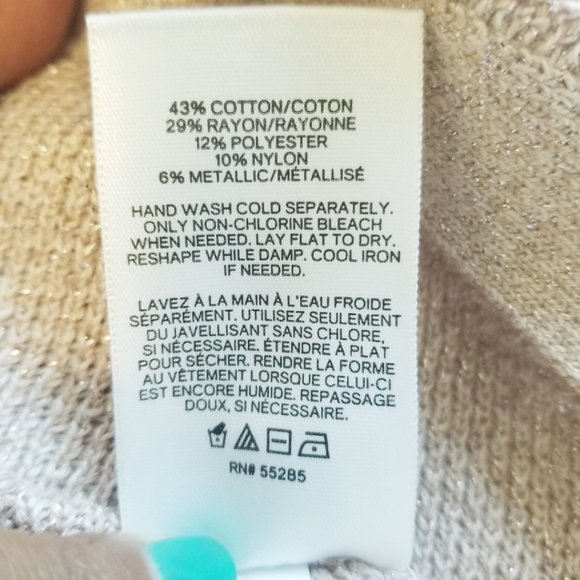 43% COTTON/COTON
29% RAYON/RAYONNE
12% POLYESTER
10% NYLON
6% METALLIC/MÉTALLISÉ
HAND WASH COLD SEPARATELY.
ONLY NON-CHLORINE BLEACH
WHEN NEEDED. LAY FLAT TO DRY.
RESHAPE WHILE DAMP. COOL IRON
IF NEEDED.
LAVEZ À LA MAIN À L'EAU FROIDE
SÉPARÉMENT. UTILISEZ SEULEMENT
DU JAVELLISANT SANS CHLORE,
SI NÉCESSAIRE. ÉTENDRE À PLAT
POUR SÉCHER. RENDRE LA FORME
AU VÊTEMENT LORSQUE CELUI-CI
EST ENCORE HUMIDE. REPASSAGE
DOUX, SI NÉCESSAIRE.
RN# 55285